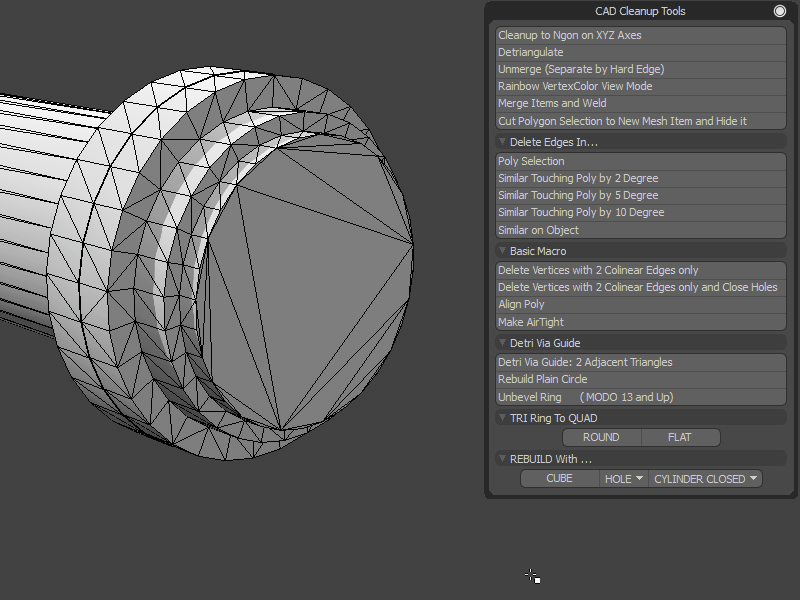 CAD Cleanup Tools
Cleanup to Ngon on XYZ Axes
Detriangulate
Unmerge (Separate by Hard Edge)
Rainbow VertexColor View Mode
Merge Items and Weld
Cut Polygon Selection to New Mesh Item and Hide it
Delete Edges In...
Poly Selection
Similar Touching Poly by 2 Degree
Similar Touching Poly by 5 Degree
Similar Touching Poly by 10 Degree
Similar on Object
Basic Macro
Delete Vertices with 2 Colinear Edges only
Delete Vertices with 2 Colinear Edges only and Close Holes
Align Poly
Make AirTight
Detri Via Guide
Detri Via Guide: 2 Adjacent Triangles
Rebuild Plain Circle
Unbevel Ring (MODO 13 and Up)
TRI Ring To QUAD
ROUND FLAT
REBUILD With ...
CUBE HOLE CYLINDER CLOSED